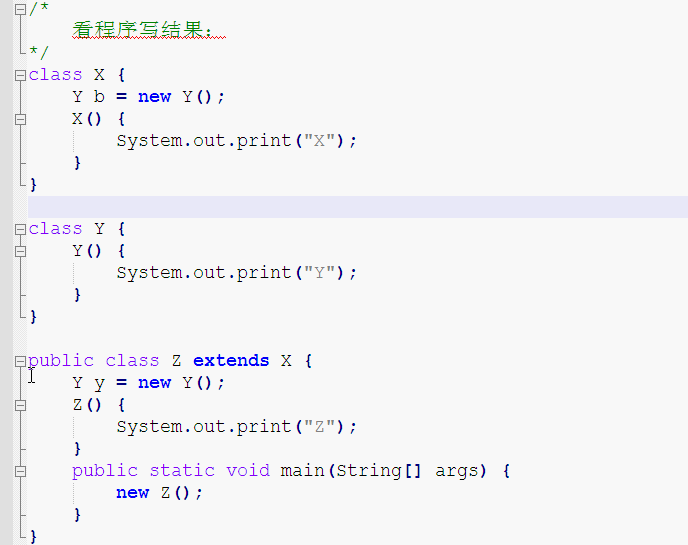 /*
    看程序写结果：
*/
class X {
    Y b = new Y();
    X() {
        System.out.print("X");
    }
}

class Y {
    Y() {
        System.out.print("Y");
    }
}

public class Z extends X {
    Y y = new Y();
    Z() {
        System.out.print("Z");
    }
    public static void main(String[] args) {
        new Z();
    }
}